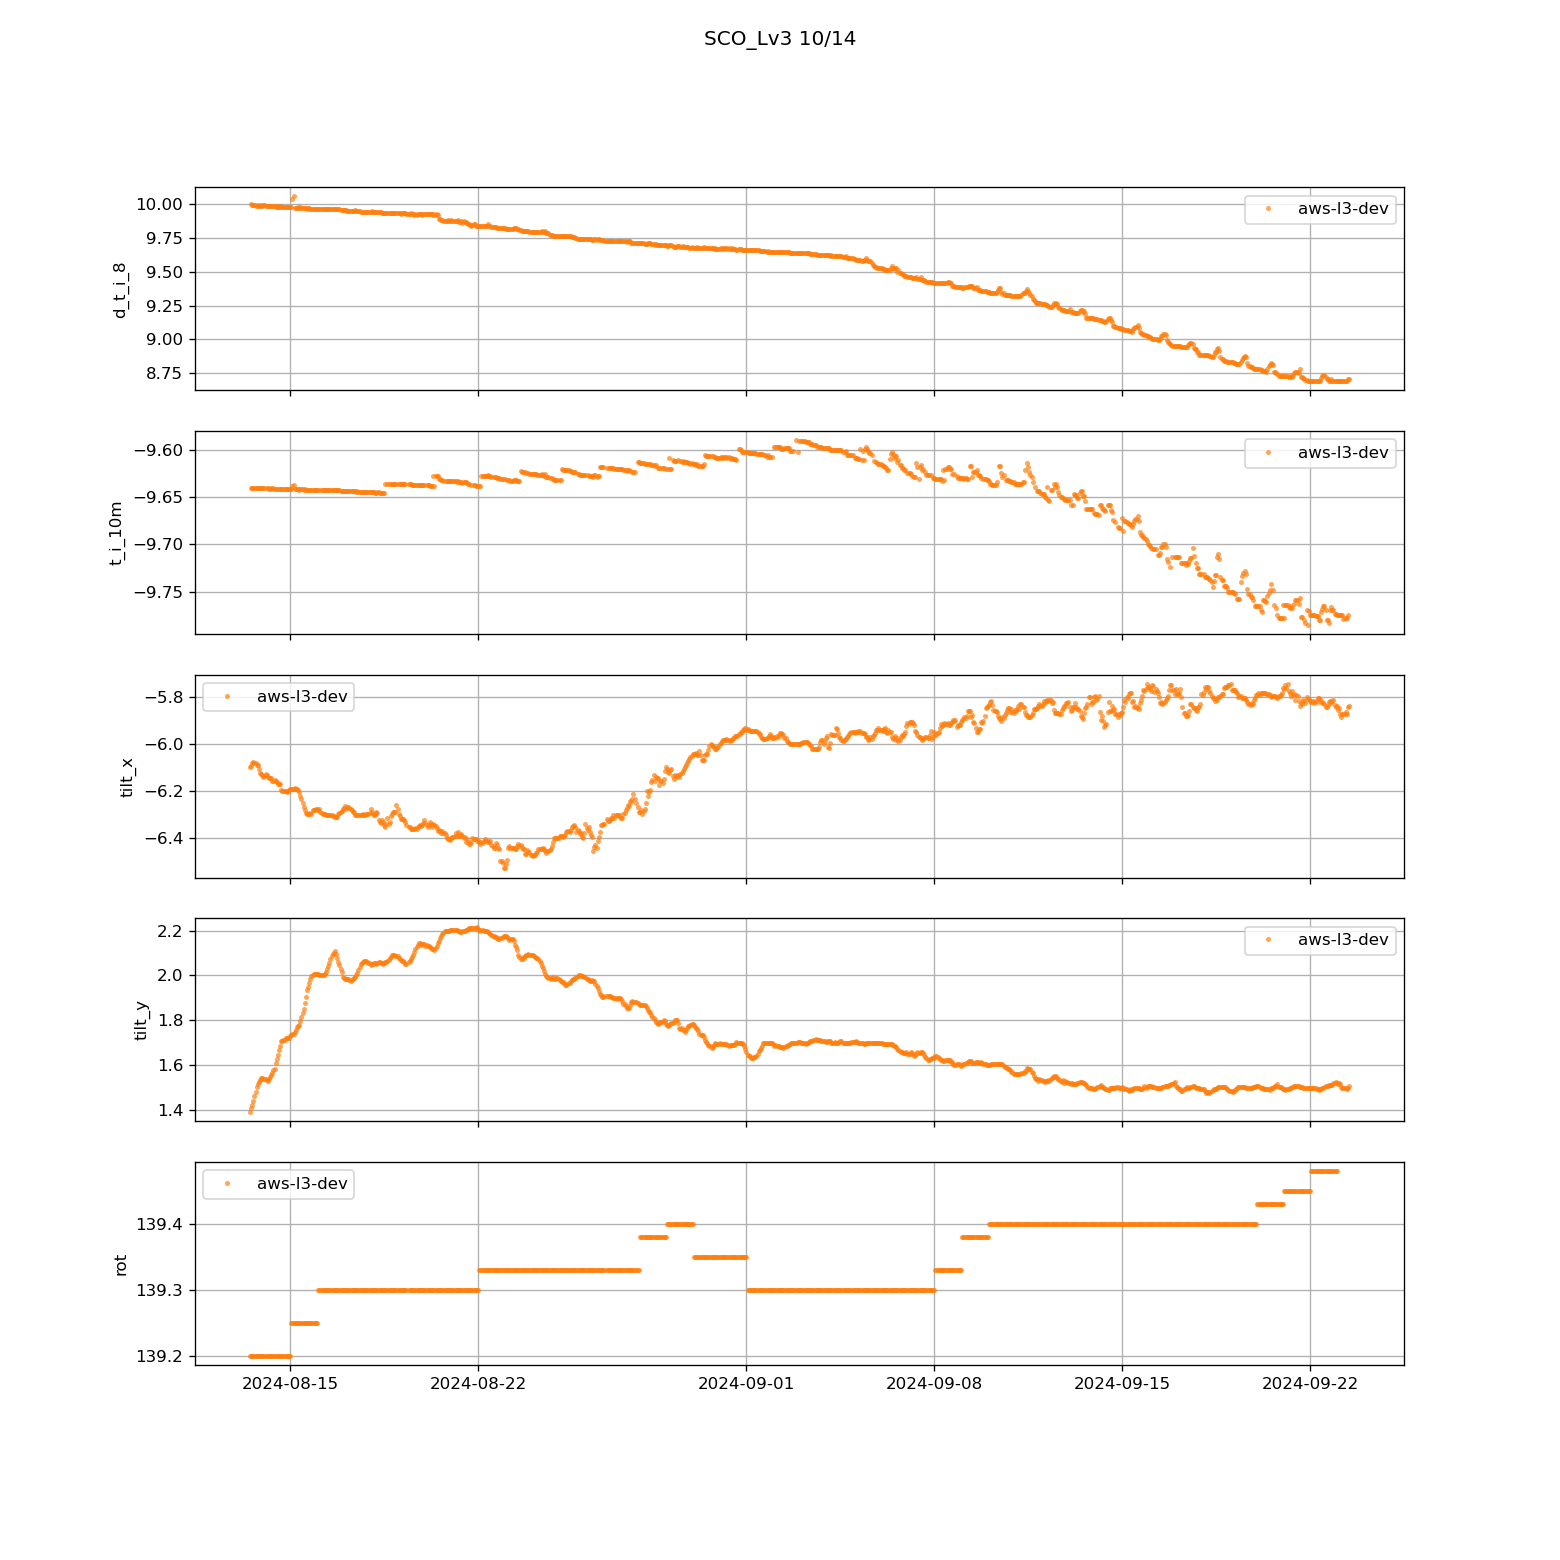 SCO_Lv3 10/14
10.00
9.75
9.50
9.25
9.00
8.75
d_t_i_8
aws-l3-dev
−9.60
−9.65
−9.70
−9.75
t_i_10m
aws-l3-dev
−5.8
−6.0
−6.2
−6.4
tilt_x
aws-l3-dev
2.2
2.0
1.8
1.6
1.4
tilt_y
aws-l3-dev
139.4
139.3
139.2
rot
aws-l3-dev
2024-08-15
2024-08-22
2024-09-01
2024-09-08
2024-09-15
2024-09-22